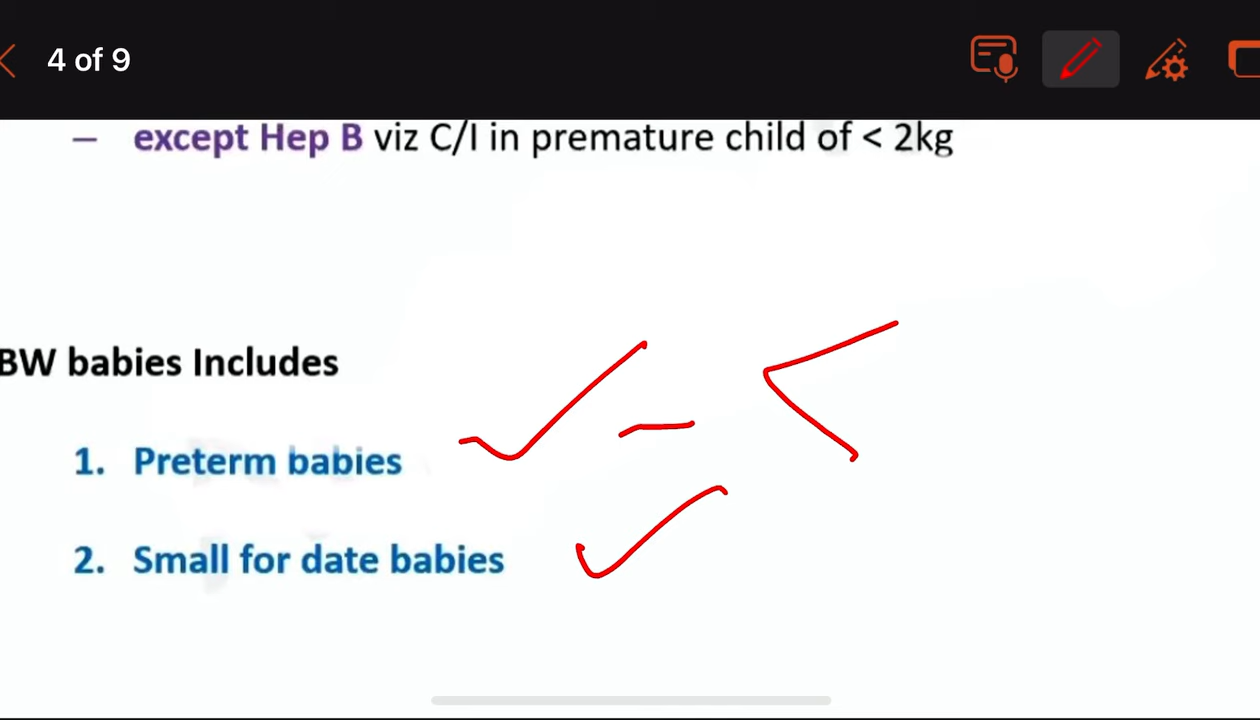 4 of 9
– except Hep B viz C/I in premature child of < 2kg
BW babies Includes
1. Preterm babies
2. Small for date babies